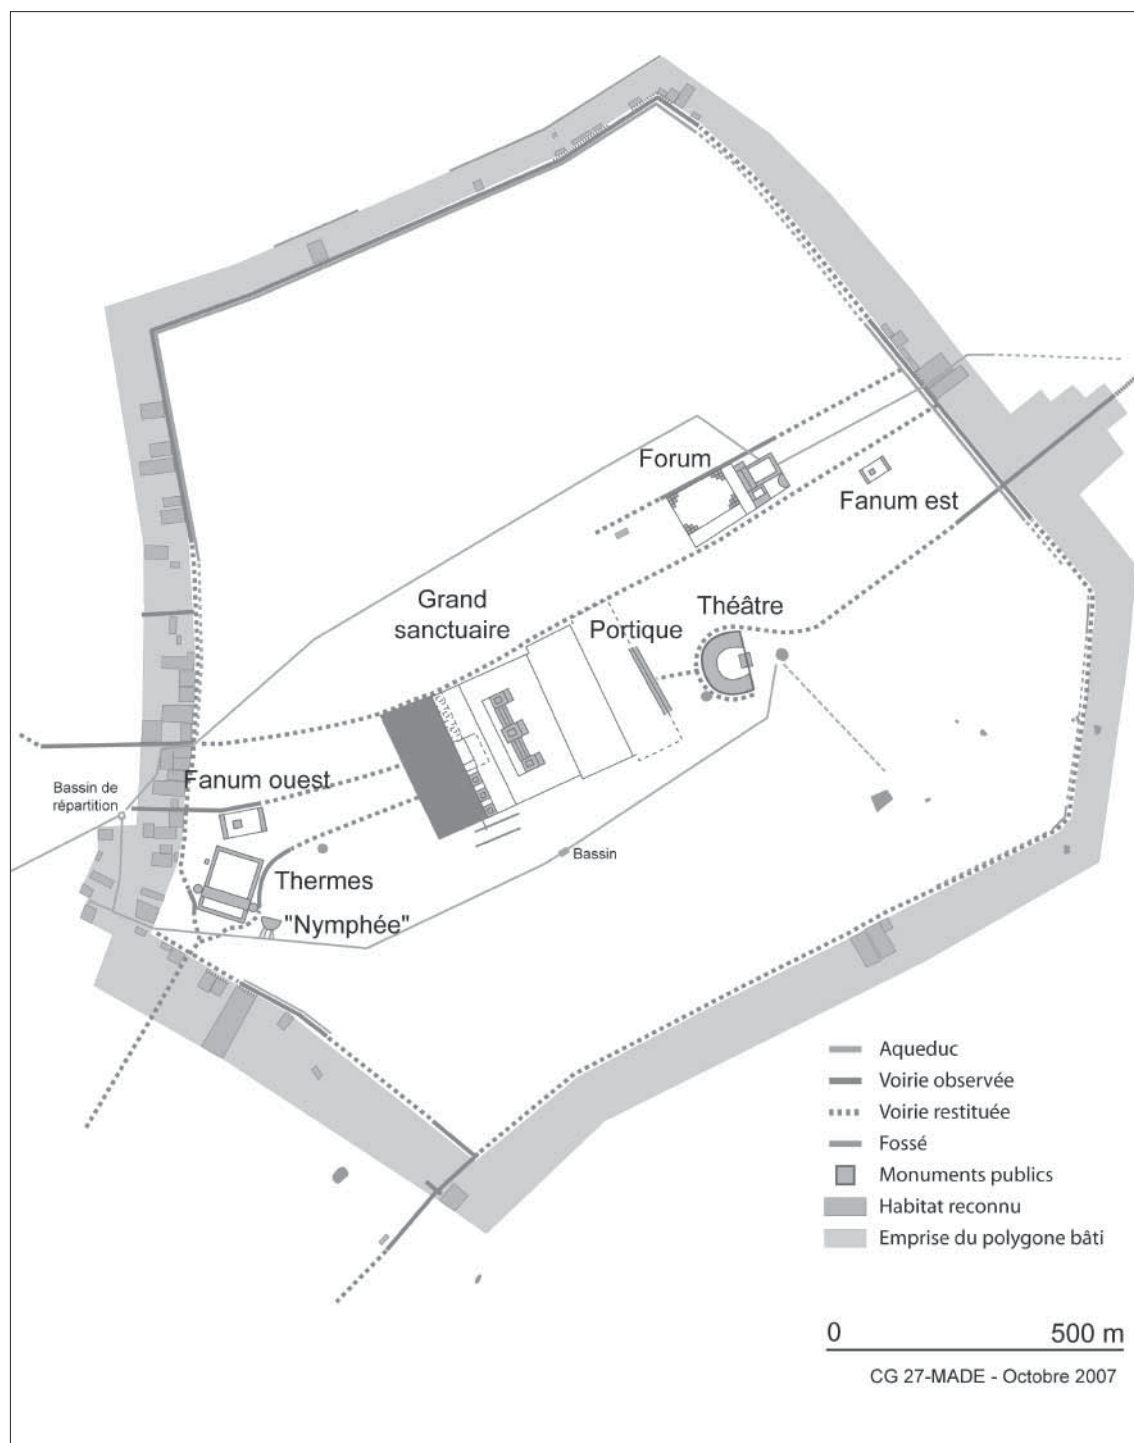 Forum
Fanum est
Grand
sanctuaire
Portique
Théâtre
Fanum ouest
Bassin de
répartition
Bassin
Thermes
"Nymphée"
Aqueduc
Voirie observée
Voirie restituée
Fossé
Monuments publics
Habitat reconnu
Emprise du polygone bâti
0 500 m
CG 27-MADE - Octobre 2007